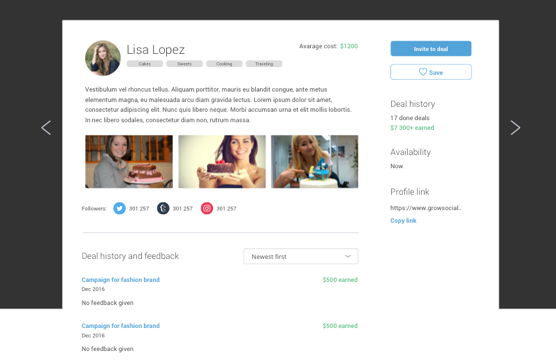 Lisa Lopez
Cakes Sweets Cooking Traveling
Avarage cost: $1200
Vestibulum vel rhoncus tellus. Aliquam porttitor, mauris eu blandit congue, ante metus
elementum magna, eu malesuada arcu diam gravida lectus. Lorem ipsum dolor sit amet,
consectetur adipiscing elit. Nunc quis libero neque. Morbi accumsan urna et elit mollis lobortis.
In nec libero sodales, consectetur diam non, rutrum massa.
Followers: 301 257 301 257 301 257
Deal history and feedback
Newest first
Campaign for fashion brand $500 earned
Dec 2016
No feedback given
Campaign for fashion brand $500 earned
Dec 2016
No feedback given
Invite to deal
Save
Deal history
17 done deals
$7 300+ earned
Availability
Now
Profile link
https://www.growsocial.
Copy link